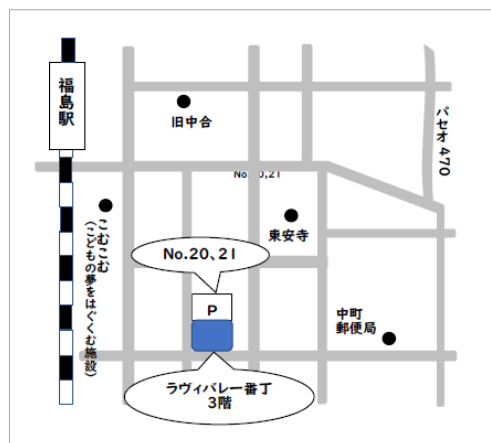 福島駅
旧中合
パセオ470
No.20,21
こむこむ
(こどもの夢をはぐくむ施設)
東安寺
No.20、21
P
中町
郵便局
ラヴィバレー一番丁
3階